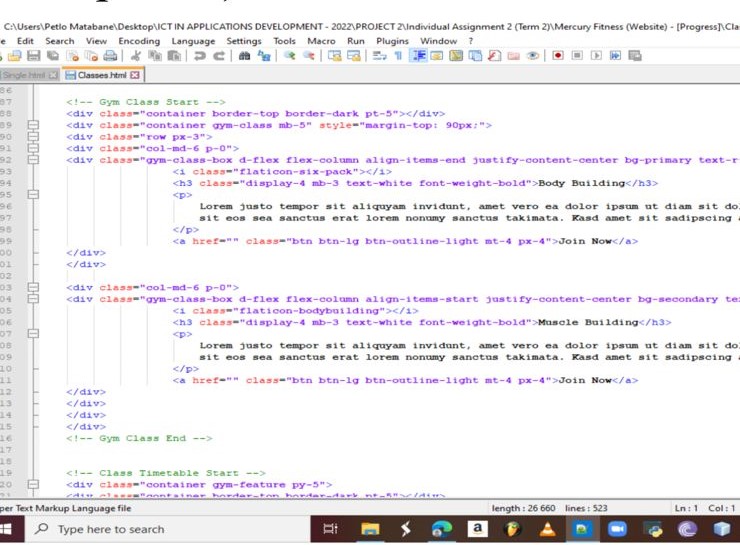 C:\Users\Petlo Matabane\Desktop\ICT IN APPLICATIONS DEVELOPMENT - 2022\PROJECT 2\Individual Assignment 2 (Term 2)\Mercury Fitness (Website) - [Progress]\Cla
Edit Search View Encoding Language Settings Tools Macro Run Plugins Window ?
Single.html Classes.html
86
87 <!-- Gym Class Start -->
88 <div class="container border-top border-dark pt-5"></div>
89 <div class="container gym-class mb-5" style="margin-top: 90px;">
90 <div class="row px-3">
91 <div class="col-md-6 p-0">
92 <div class="gym-class-box d-flex flex-column align-items-end justify-content-center bg-primary text-r
93 <i class="flaticon-six-pack"></i>
94 <h3 class="display-4 mb-3 text-white font-weight-bold">Body Building</h3>
95 <p>
96 Lorem justo tempor sit aliquyam invidunt, amet vero ea dolor ipsum ut diam sit do
97 sit eos sea sanctus erat lorem nonumy sanctus takimata. Kasd amet sit sadipscing
98 </p>
99 <a href="" class="btn btn-lg btn-outline-light mt-4 px-4">Join Now</a>
00 </div>
01 </div>
02
03 <div class="col-md-6 p-0">
04 <div class="gym-class-box d-flex flex-column align-items-start justify-content-center bg-secondary te
05 <i class="flaticon-bodybuilding"></i>
06 <h3 class="display-4 mb-3 text-white font-weight-bold">Muscle Building</h3>
07 <p>
08 Lorem justo tempor sit aliquyam invidunt, amet vero ea dolor ipsum ut diam sit do
09 sit eos sea sanctus erat lorem nonumy sanctus takimata. Kasd amet sit sadipscing
10 </p>
11 <a href="" class="btn btn-lg btn-outline-light mt-4 px-4">Join Now</a>
12 </div>
13 </div>
14 </div>
15 </div>
16 <!-- Gym Class End -->
17
18
19 <!-- Class Timetable Start -->
20 <div class="container gym-feature py-5">
21 <div class="container border-top border-dark pt-5"></div>
per Text Markup Language file length : 26 660 lines : 523 Ln : 1 Col : 1
Type here to search